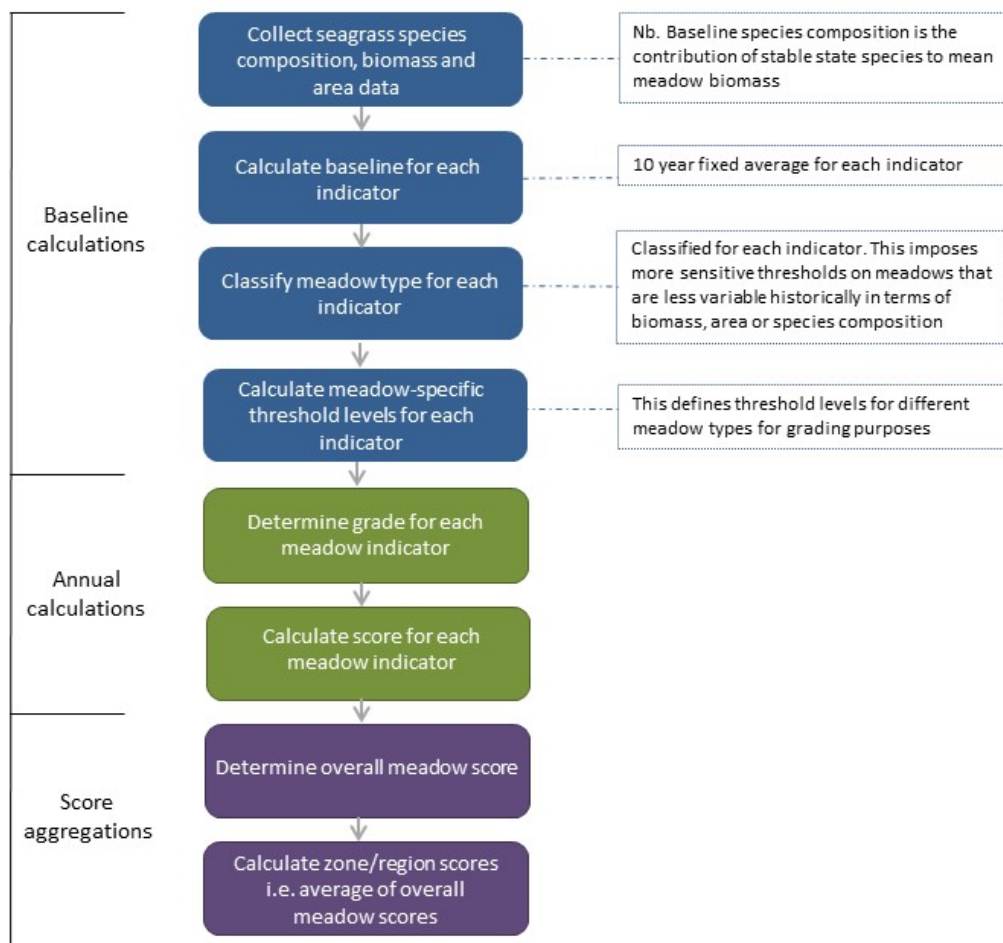 Collect seagrass species
composition, biomass and
area data
Nb. Baseline species composition is the
contribution of stable state species to mean
meadow biomass
Calculate baseline for each
indicator
10 year fixed average for each indicator
Baseline
calculations
Classify meadow type for each
indicator
Classified for each indicator. This imposes
more sensitive thresholds on meadows that
are less variable historically in terms of
biomass, area or species composition
Calculate meadow-specific
threshold levels for each
indicator
This defines threshold levels for different
meadow types for grading purposes
Determine grade for each
meadow indicator
Annual
calculations
Calculate score for each
meadow indicator
Determine overall meadow score
Score
aggregations
Calculate zone/region scores
i.e. average of overall
meadow scores